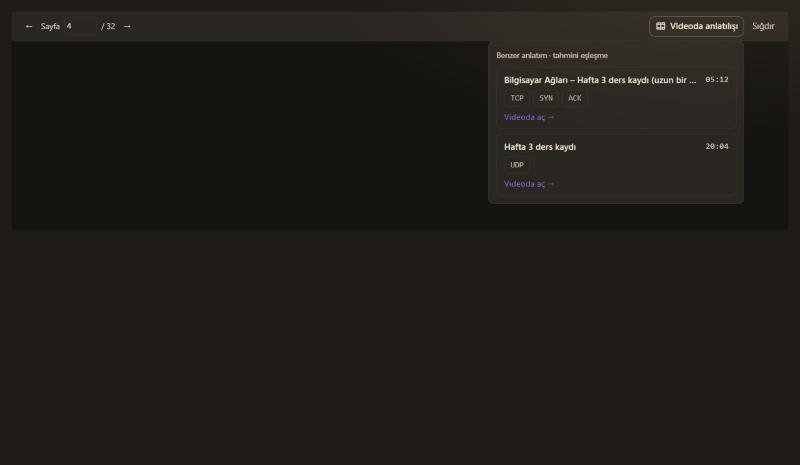 ← Sayfa 4 / 32 → Videoda anlatılışı Sığdır
Benzer anlatım · tahmini eşleşme
Bilgisayar Ağları – Hafta 3 ders kaydı (uzun bir ... 05:12
TCP SYN ACK
Videoda aç →
Hafta 3 ders kaydı 20:04
UDP
Videoda aç →